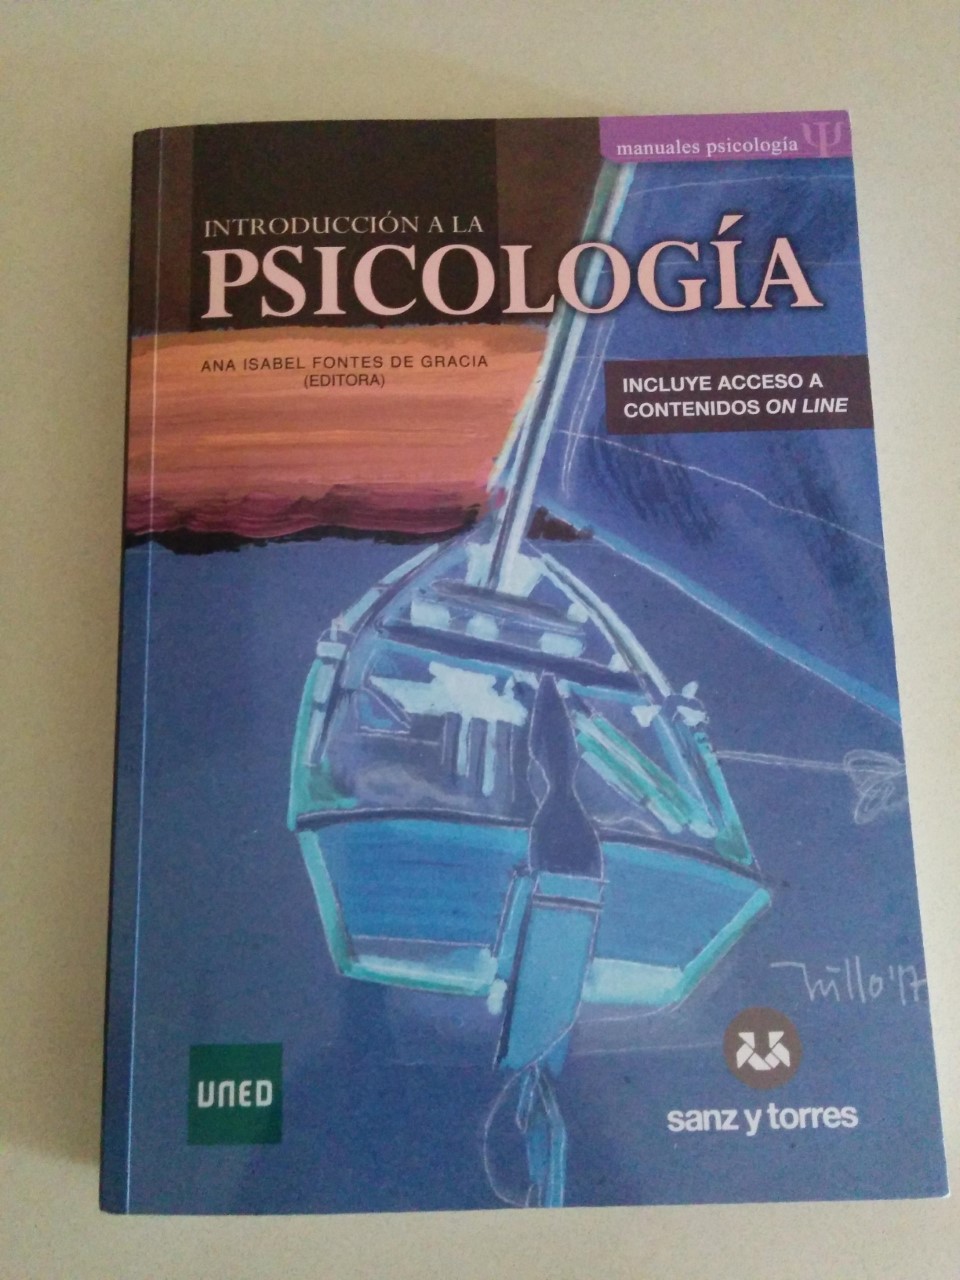 manuales psicología Ψ
INTRODUCCIÓN A LA
PSICOLOGÍA
ANA ISABEL FONTES DE GRACIA
(EDITORA)
INCLUYE ACCESO A
CONTENIDOS ON LINE
UNED
sanz y torres